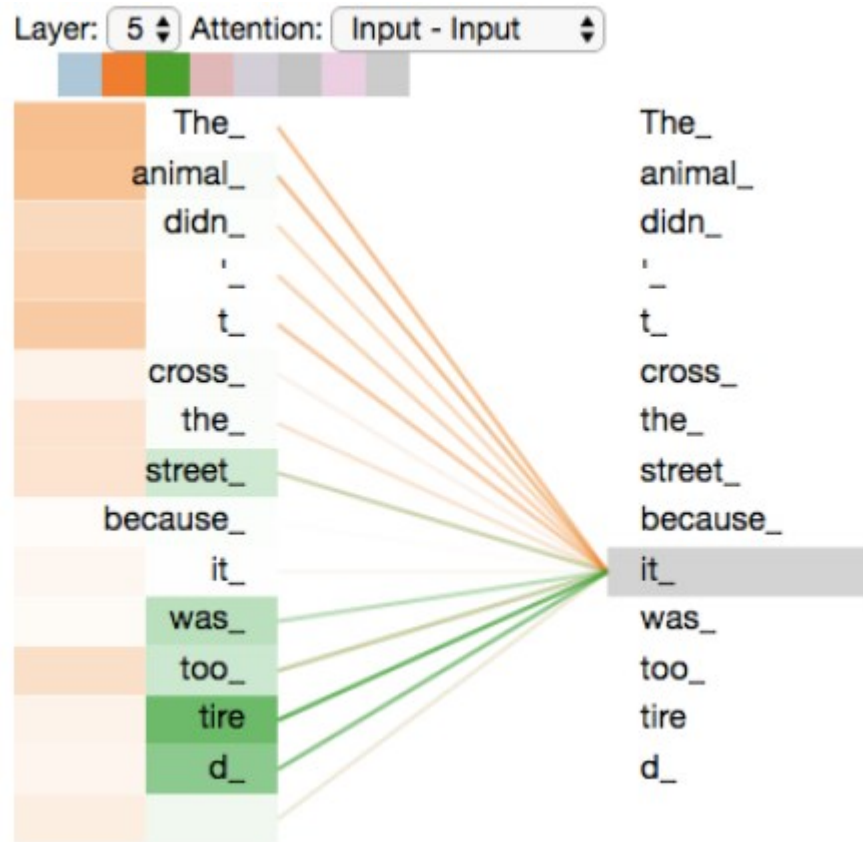 Layer: 5 Attention: Input - Input
The_ The_
animal_ animal_
didn_ didn_
'_ '_
t_ t_
cross_ cross_
the_ the_
street_ street_
because_ because_
it_ it_
was_ was_
too_ too_
tire tire
d_ d_